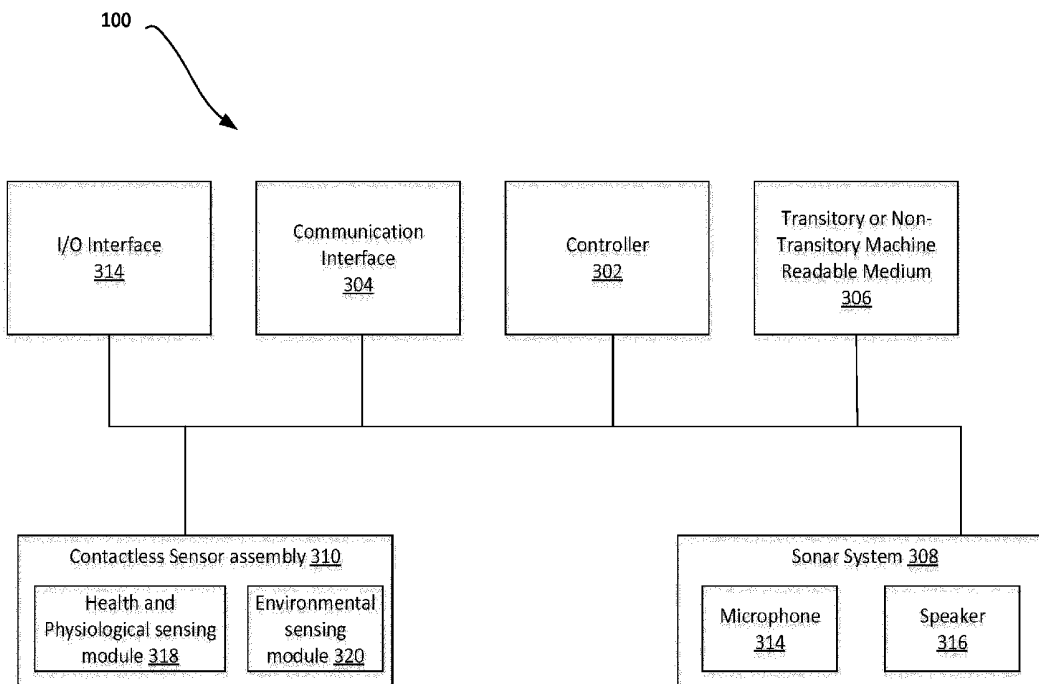 100
I/O Interface
314
Communication
Interface
304
Controller
302
Transitory or Non-
Transitory Machine
Readable Medium
306
Contactless Sensor assembly 310
Health and
Physiological sensing
module 318
Environmental
sensing
module 320
Sonar System 308
Microphone
314
Speaker
316